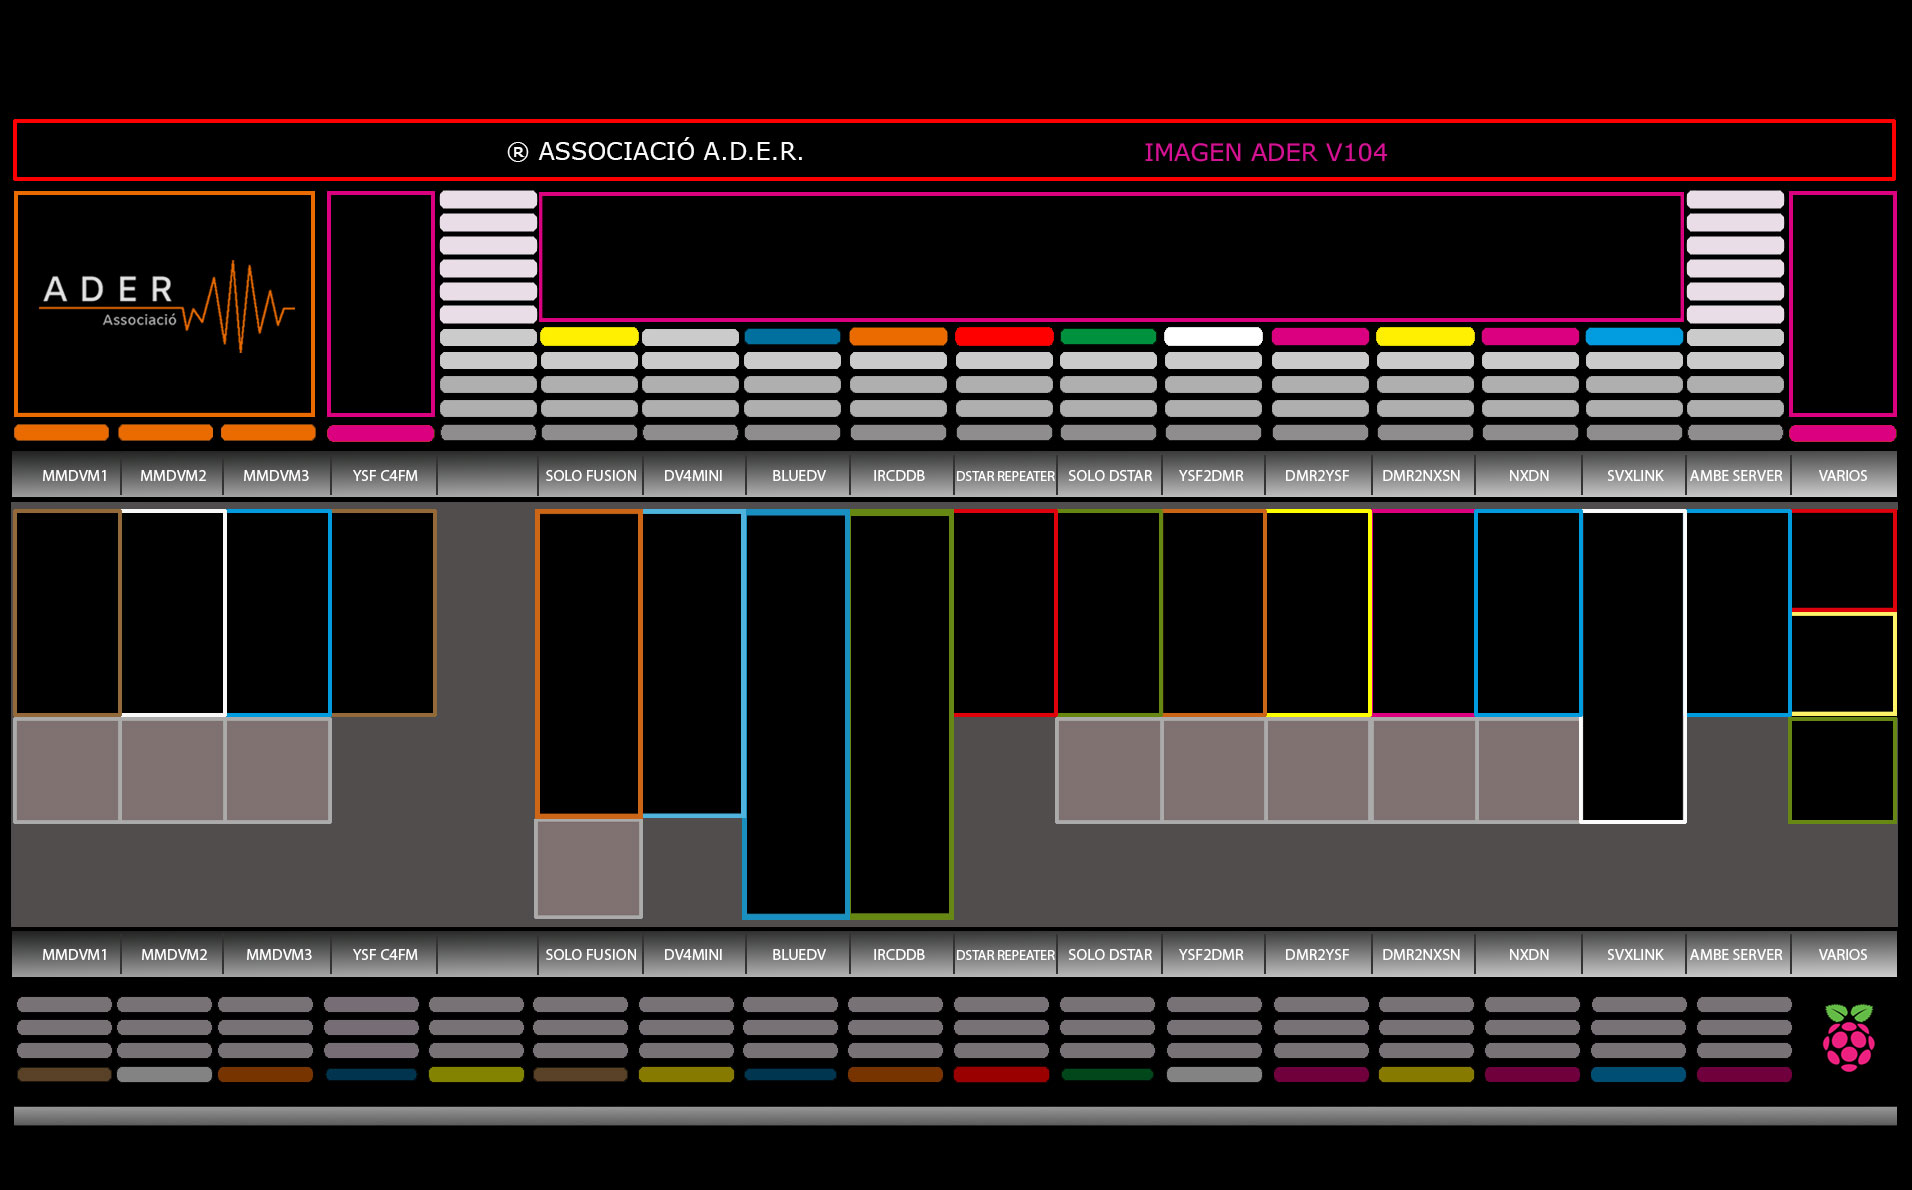 ® ASSOCIACIÓ A.D.E.R. IMAGEN ADER V104
ADER
Associació
MMDVM1 MMDVM2 MMDVM3 YSF C4FM SOLO FUSION DV4MINI BLUEDV IRCDDB DSTAR REPEATER SOLO DSTAR YSF2DMR DMR2YSF DMR2NXSN NXDN SVXLINK AMBE SERVER VARIOS
MMDVM1 MMDVM2 MMDVM3 YSF C4FM SOLO FUSION DV4MINI BLUEDV IRCDDB DSTAR REPEATER SOLO DSTAR YSF2DMR DMR2YSF DMR2NXSN NXDN SVXLINK AMBE SERVER VARIOS